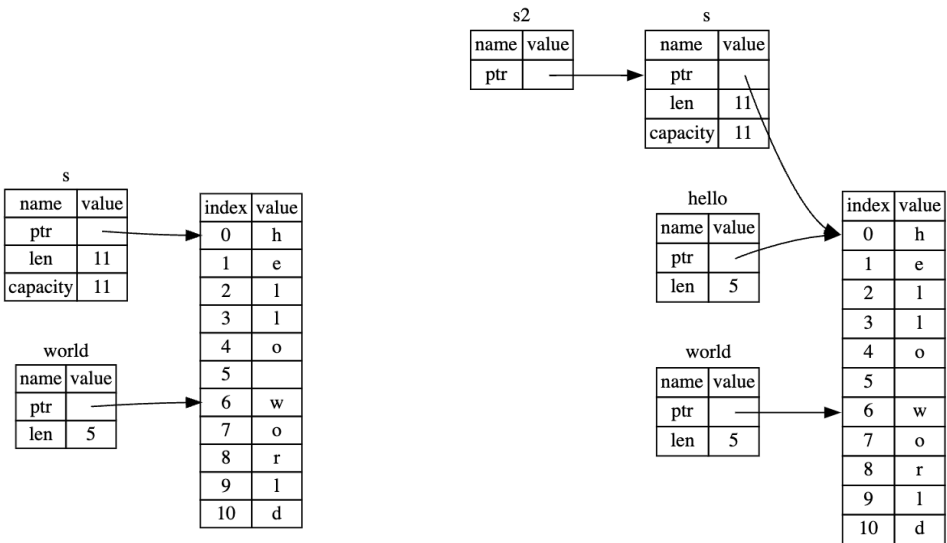 s
name value
ptr
len 11
capacity 11
world
name value
ptr
len 5
index value
0 h
1 e
2 l
3 l
4 o
5
6 w
7 o
8 r
9 l
10 d
s2
name value
ptr
s
name value
ptr
len 11
capacity 11
hello
name value
ptr
len 5
world
name value
ptr
len 5
index value
0 h
1 e
2 l
3 l
4 o
5
6 w
7 o
8 r
9 l
10 d